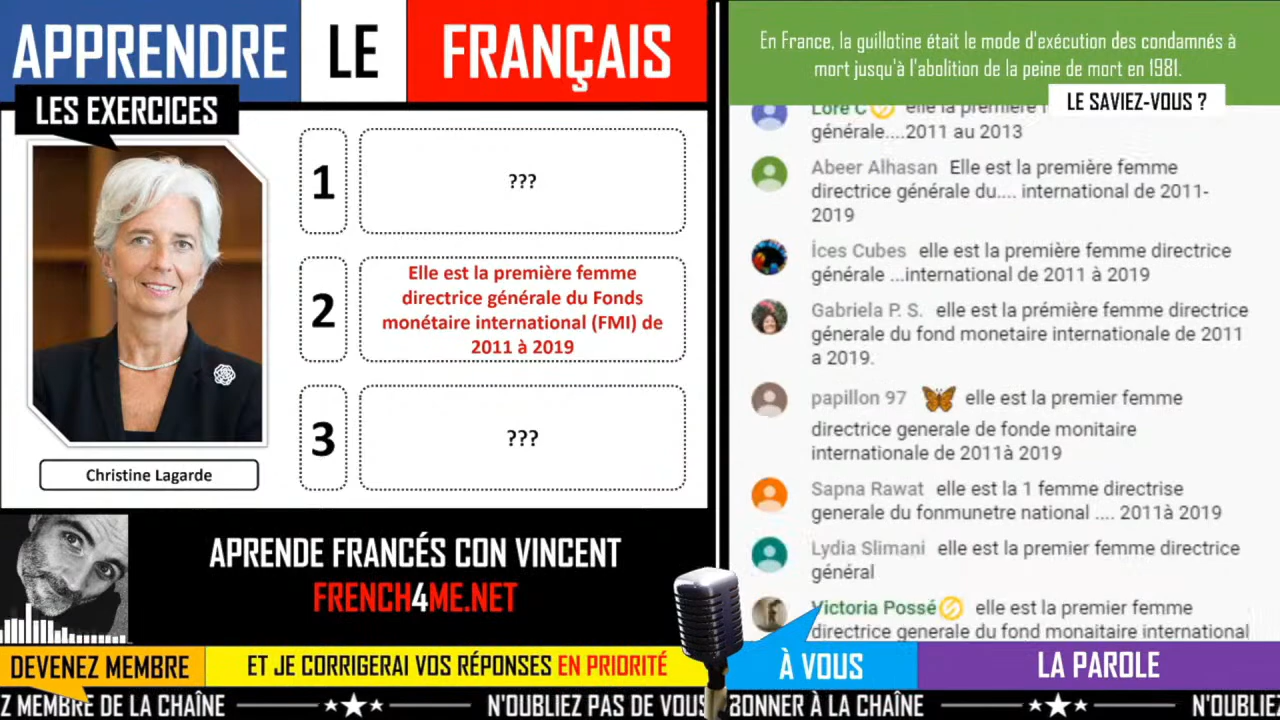 APPRENDRE LE FRANÇAIS
LES EXERCICES
1
???
2
Elle est la première femme
directrice générale du Fonds
monétaire international (FMI) de
2011 à 2019
3
???
Christine Lagarde
APRENDE FRANCÉS CON VINCENT
FRENCH4ME.NET
DEVENEZ MEMBRE
ET JE CORRIGERAI VOS RÉPONSES EN PRIORITÉ
En France, la guillotine était le mode d'exécution des condamnés à
mort jusqu'à l'abolition de la peine de mort en 1981.
LE SAVIEZ-VOUS ?
Lore C elle est la première
générale....2011 au 2013
Abeer Alhasan Elle est la première femme
directrice générale du.... international de 2011-
2019
İces Cubes elle est la première femme directrice
générale ...international de 2011 à 2019
Gabriela P. S. elle est la prémière femme directrice
génerale du fond monetaire internationale de 2011
a 2019.
papillon 97 elle est la premier femme
directrice generale de fonde monitaire
internationale de 2011à 2019
Sapna Rawat elle est la 1 femme directrise
generale du fonmunetre national .... 2011à 2019
Lydia Slimani elle est la premier femme directrice
général
Victoria Possé elle est la premier femme
directrice generale du fond monaitaire international
À VOUS
LA PAROLE
Z MEMBRE DE LA CHAÎNE N'OUBLIEZ PAS DE VOUS BONNER À LA CHAÎNE N'OUBLIE